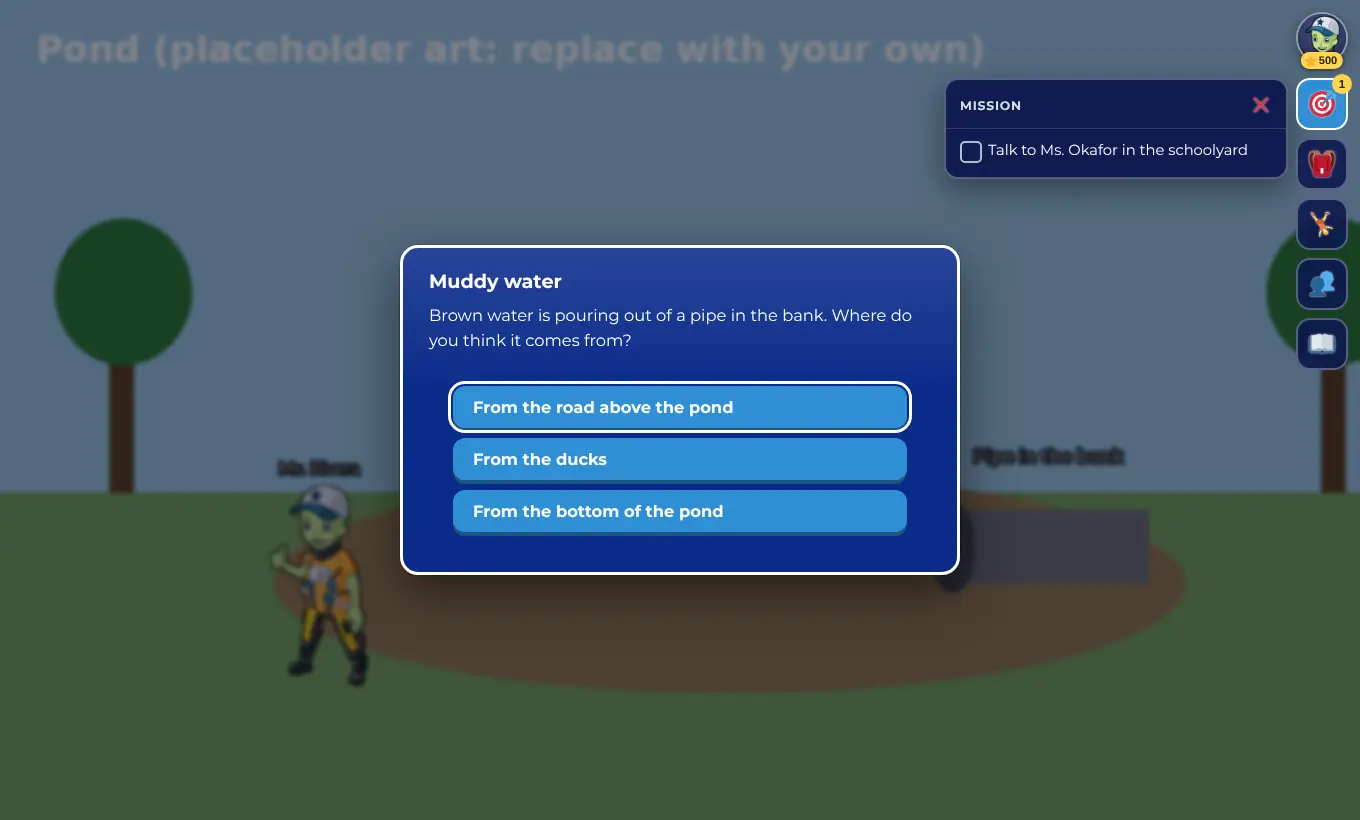 Pond (placeholder art: replace with your own)
500
MISSION
1
Talk to Ms. Okafor in the schoolyard
Muddy water
Brown water is pouring out of a pipe in the bank. Where do
you think it comes from?
From the road above the pond
From the ducks
From the bottom of the pond
Pipe in the bank